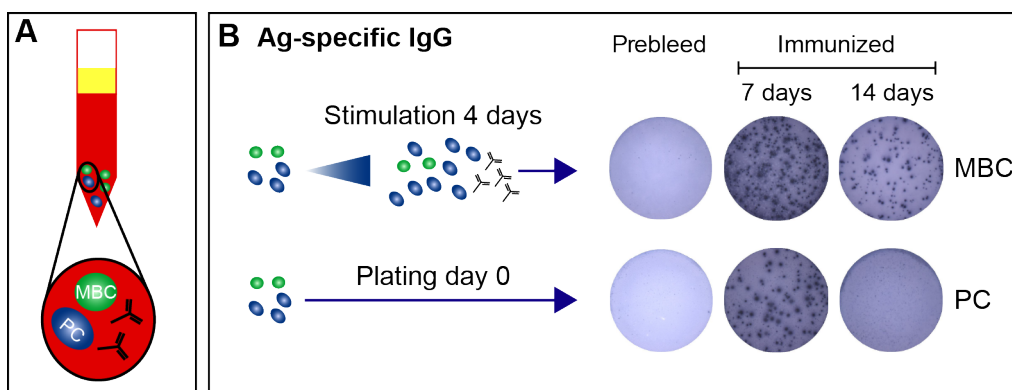 A
MBC
PC
B Ag-specific IgG
Prebleed
Immunized
7 days
14 days
Stimulation 4 days
MBC
Plating day 0
PC